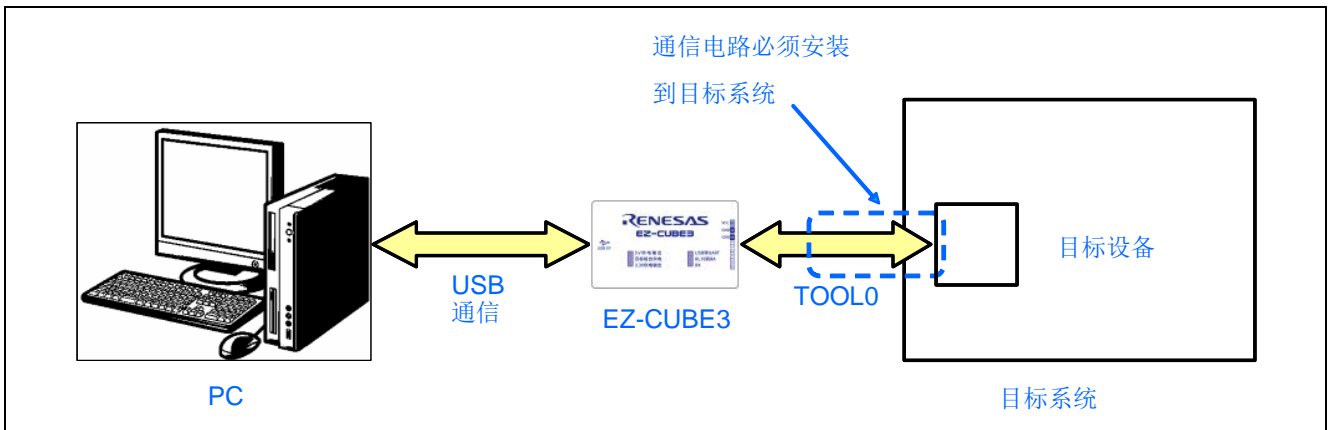 通信电路必须安装
到目标系统
RENESAS
EZ-CUBE3
目标设备
USB
通信
EZ-CUBE3
TOOL0
PC
目标系统